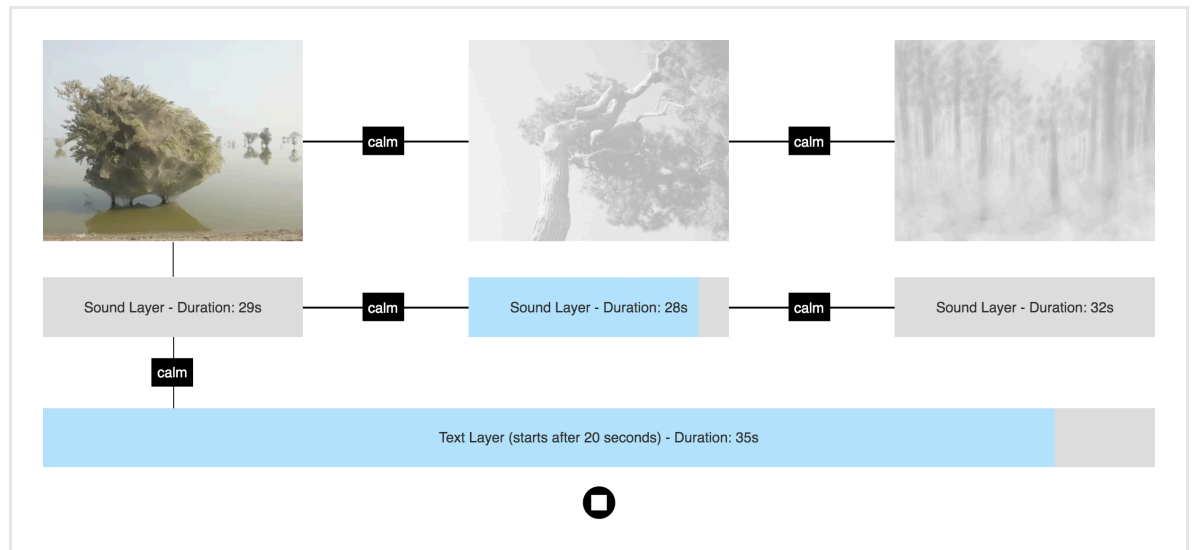 calm
calm
Sound Layer - Duration: 29s
calm
Sound Layer - Duration: 28s
calm
Sound Layer - Duration: 32s
calm
Text Layer (starts after 20 seconds) - Duration: 35s